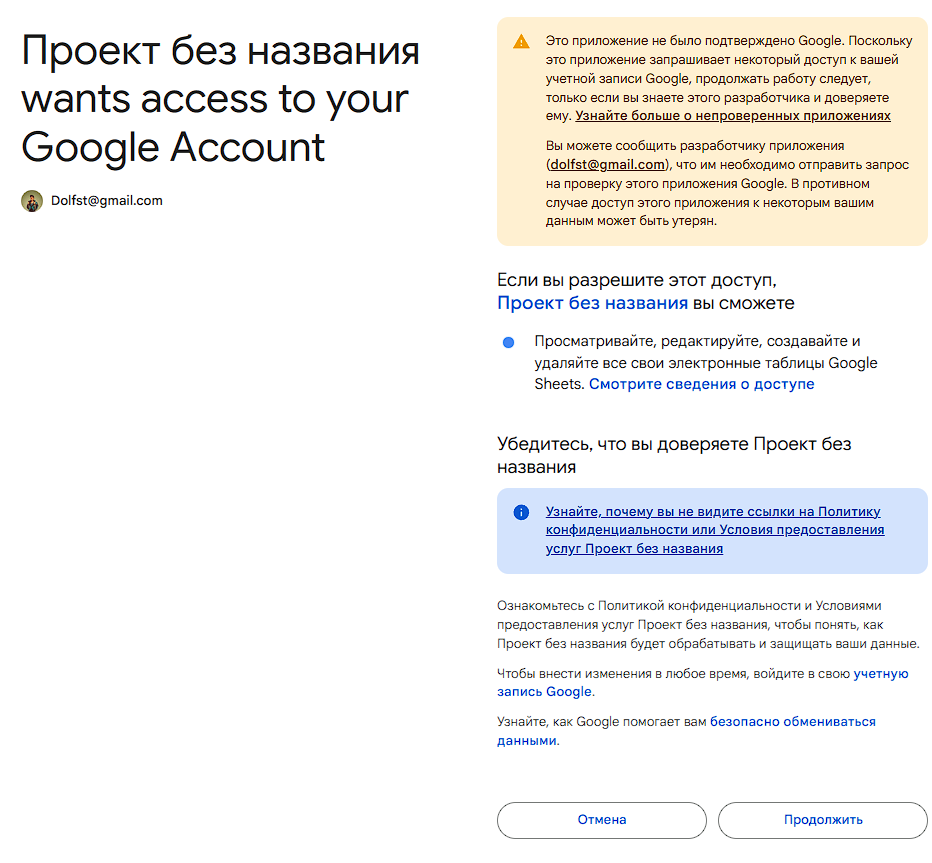 Проект без названия
wants access to your
Google Account
Dolfst@gmail.com
Это приложение не было подтверждено Google. Поскольку
это приложение запрашивает некоторый доступ к вашей
учетной записи Google, продолжать работу следует,
только если вы знаете этого разработчика и доверяете
ему. Узнайте больше о непроверенных приложениях
Вы можете сообщить разработчику приложения
(dolfst@gmail.com), что им необходимо отправить запрос
на проверку этого приложения Google. В противном
случае доступ этого приложения к некоторым вашим
данным может быть утерян.
Если вы разрешите этот доступ,
Проект без названия вы сможете
Просматривайте, редактируйте, создавайте и
удаляйте все свои электронные таблицы Google
Sheets. Смотрите сведения о доступе
Убедитесь, что вы доверяете Проект без
названия
Узнайте, почему вы не видите ссылки на Политику
конфиденциальности или Условия предоставления
услуг Проект без названия
Ознакомьтесь с Политикой конфиденциальности и Условиями
предоставления услуг Проект без названия, чтобы понять, как
Проект без названия будет обрабатывать и защищать ваши данные.
Чтобы внести изменения в любое время, войдите в свою учетную
запись Google.
Узнайте, как Google помогает вам безопасно обмениваться
данными.
Отмена
Продолжить